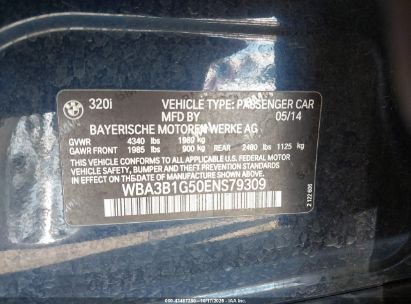 BMW
320i VEHICLE TYPE: PASSENGER CAR
MFD BY 05/14
BAYERISCHE MOTOREN WERKE AG
GVWR 4340 lbs 1969 kg
GAWR FRONT 1985 lbs 900 kg REAR 2480 lbs 1125 kg
THIS VEHICLE CONFORMS TO ALL APPLICABLE U.S. FEDERAL MOTOR
VEHICLE SAFETY, BUMPER AND THEFT PREVENTION STANDARDS IN
EFFECT ON THE DATE OF MANUFACTURE SHOWN ABOVE.
WBA3B1G50ENS79309